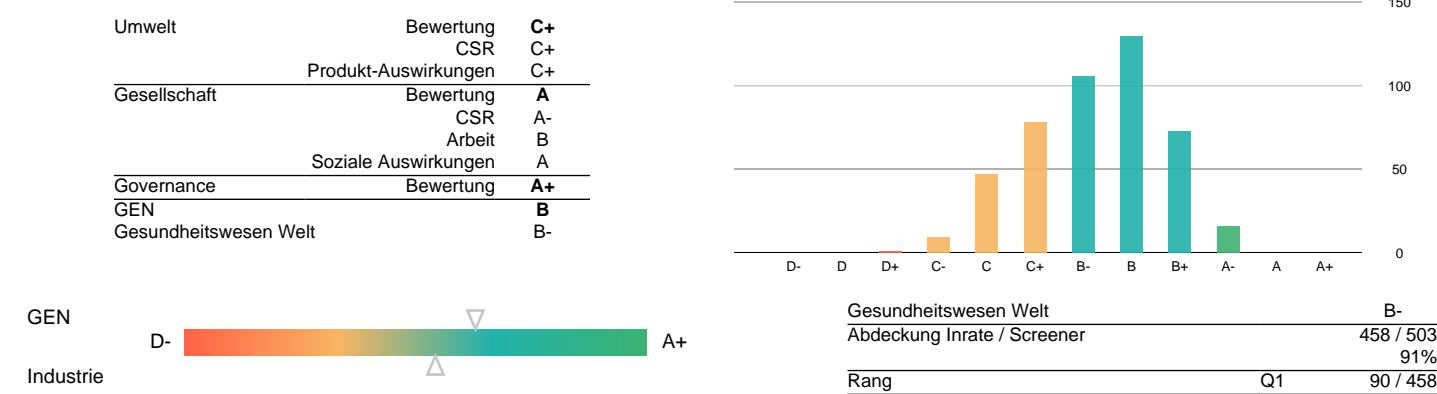 Umwelt Bewertung C+
CSR C+
Produkt-Auswirkungen C+
Gesellschaft Bewertung A
CSR A-
Arbeit B
Soziale Auswirkungen A
Governance Bewertung A+
GEN B
Gesundheitswesen Welt B-
150
100
50
0
D- D D+ C- C C+ B- B B+ A- A A+
GEN
D- A+
Industrie
Gesundheitswesen Welt B-
Abdeckung Inrate / Screener 458 / 503
91%
Rang Q1 90 / 458